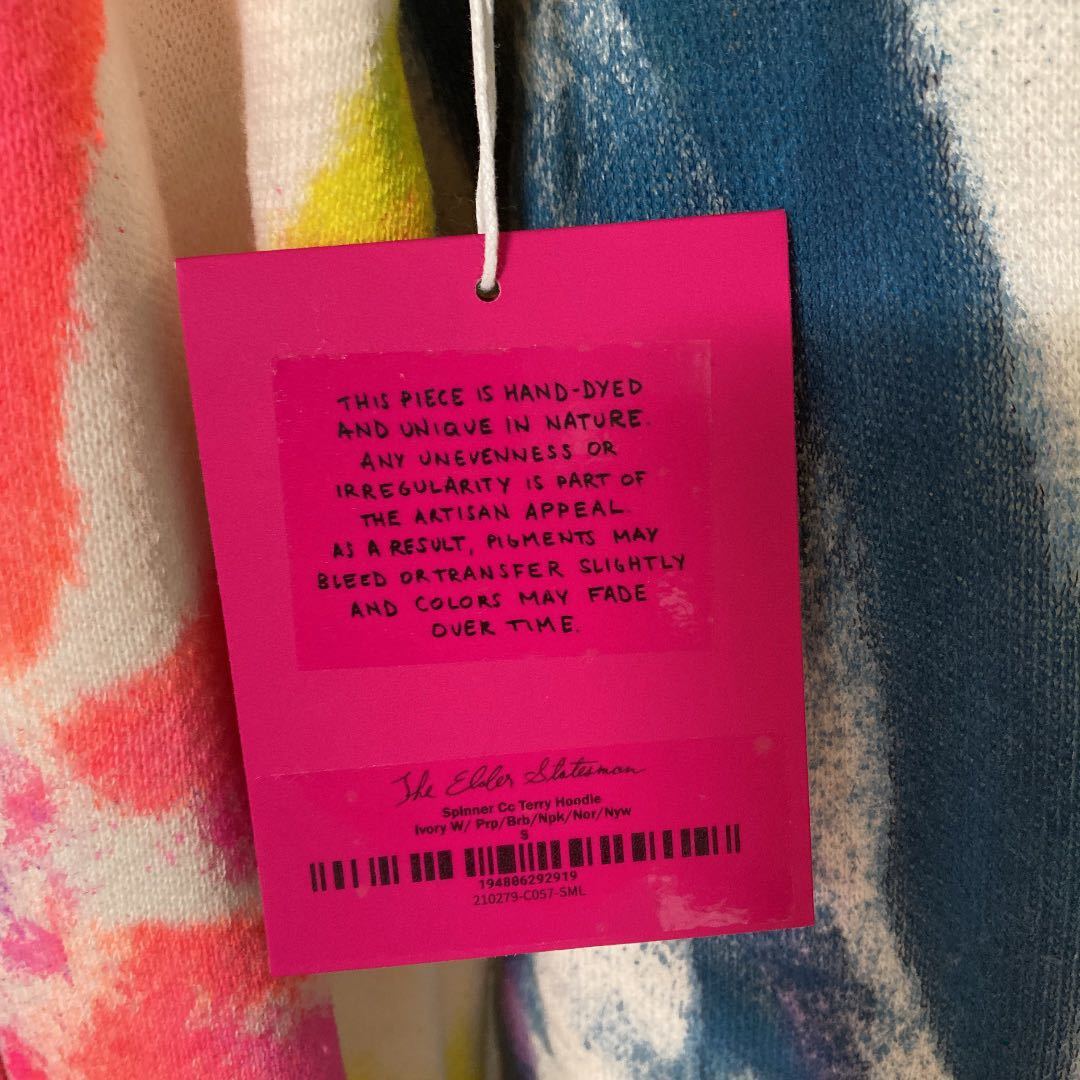 THIS PIECE IS HAND-DYED
AND UNIQUE IN NATURE.
ANY UNEVENNESS OR
IRREGULARITY IS PART OF
THE ARTISAN APPEAL.
AS A RESULT, PIGMENTS MAY
BLEED OR TRANSFER SLIGHTLY
AND COLORS MAY FADE
OVER TIME.
The Elder Statesman
Spinner Cc Terry Hoodie
Ivory W/ Prp/Brb/Npk/Nor/Nyw
S
194886292919
210279-C057-SML